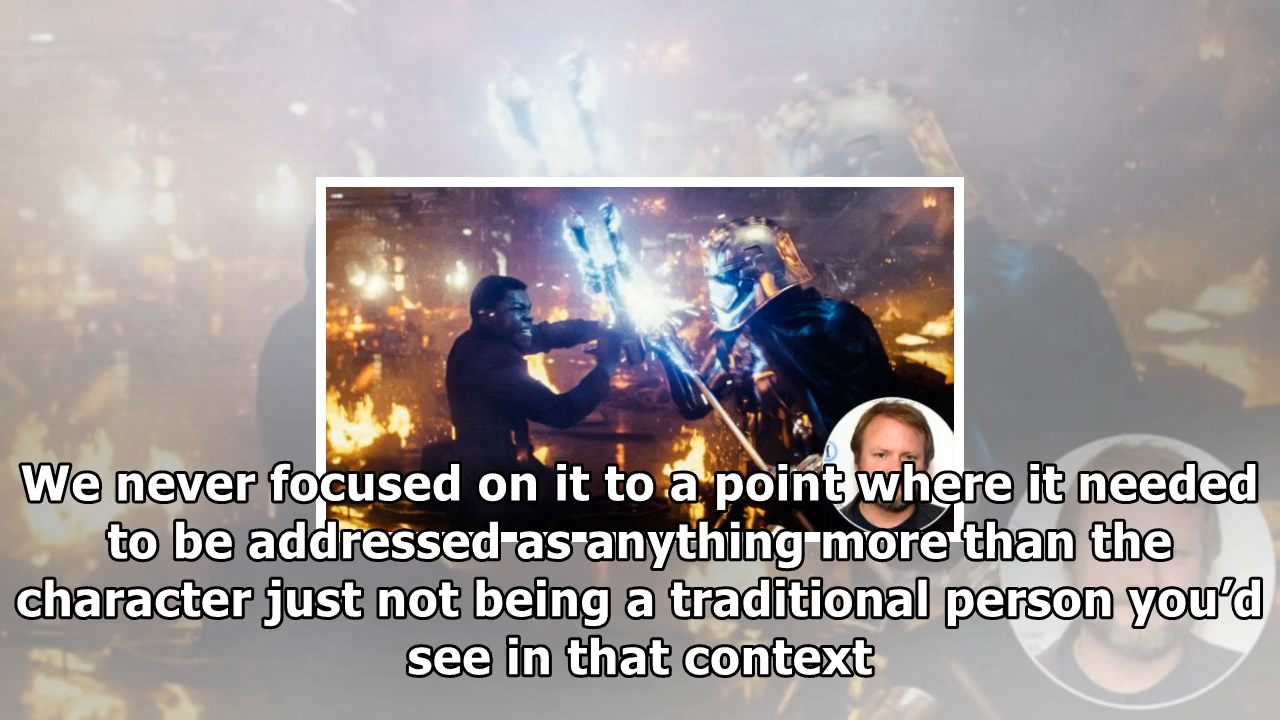 We never focused on it to a point where it needed
to be addressed as anything more than the
character just not being a traditional person you’d
see in that context